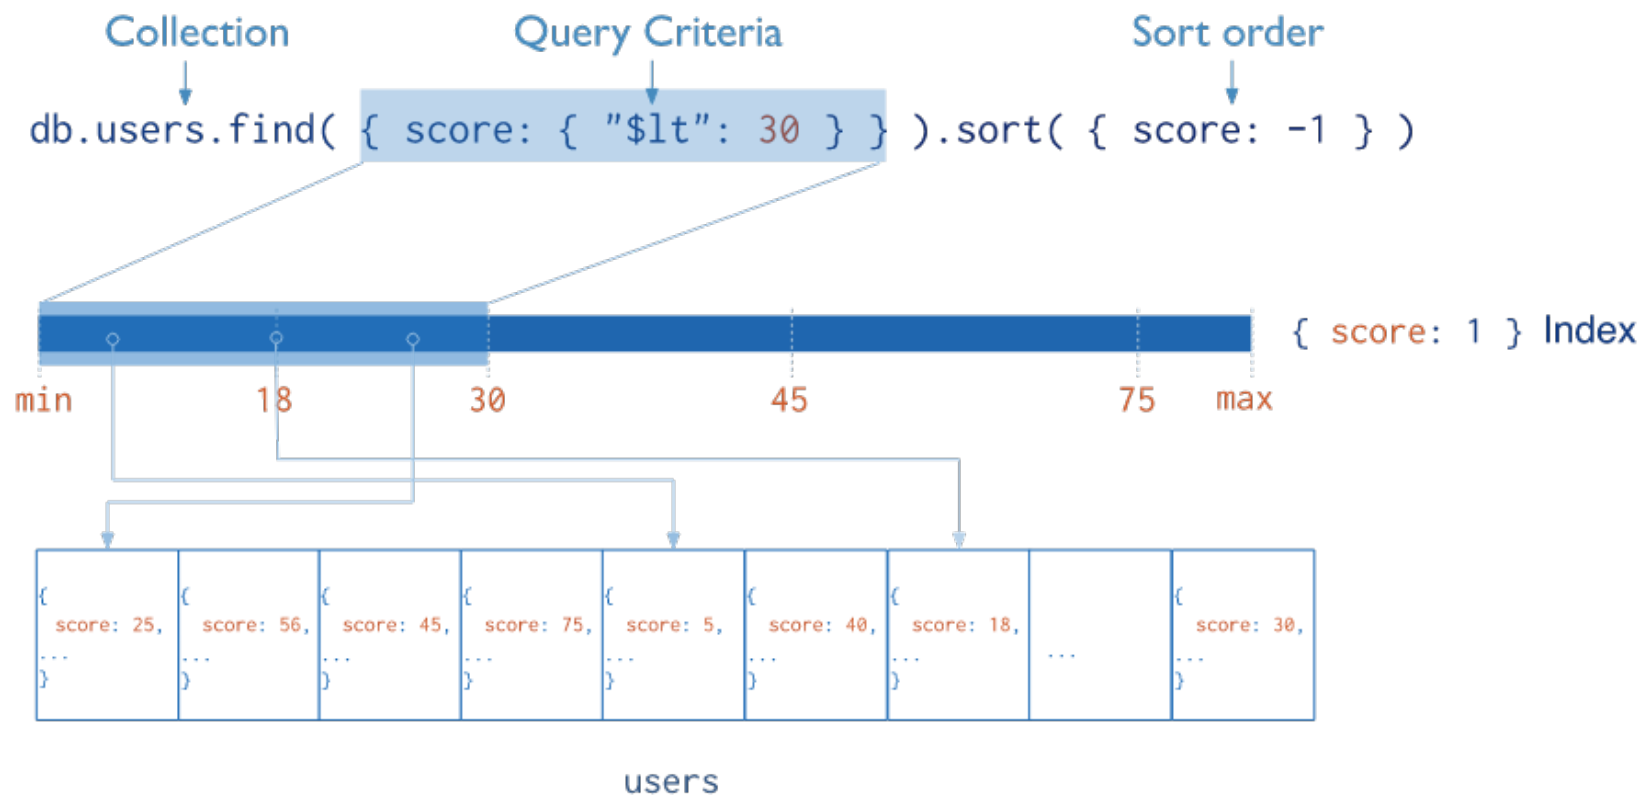 Collection Query Criteria Sort order
db.users.find( { score: { "$lt": 30 } } ).sort( { score: -1 } )
{ score: 1 } Index
min 18 30 45 75 max
{ { { { { { { {
score: 25, score: 56, score: 45, score: 75, score: 5, score: 40, score: 18, score: 30,
... ... ... ... ... ... ... ... ...
} } } } } } } }
users